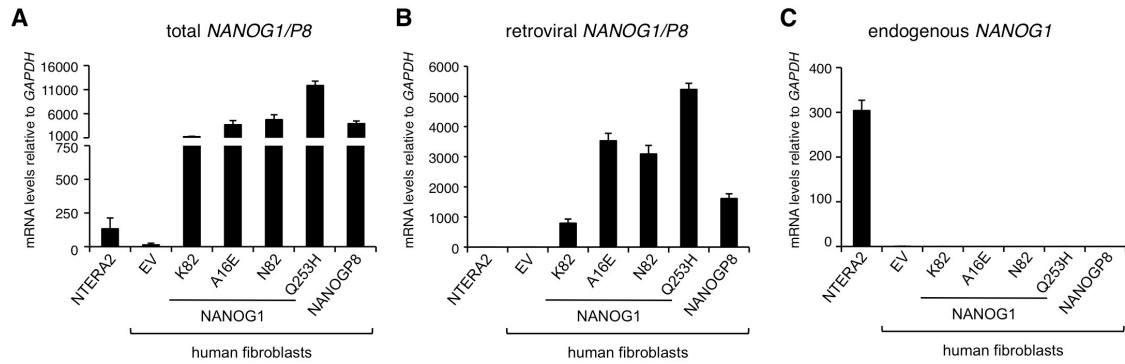 A
total NANOG1/P8
mRNA levels relative to GAPDH
16000
11000
6000
1000
750
500
250
0
NTERA2
EV
K82
A16E
N82
Q253H
NANOGP8
NANOG1
human fibroblasts
B
retroviral NANOG1/P8
mRNA levels relative to GAPDH
6000
5000
4000
3000
2000
1000
0
NTERA2
EV
K82
A16E
N82
Q253H
NANOGP8
NANOG1
human fibroblasts
C
endogenous NANOG1
mRNA levels relative to GAPDH
400
300
200
100
0
NTERA2
EV
K82
A16E
N82
Q253H
NANOGP8
NANOG1
human fibroblasts